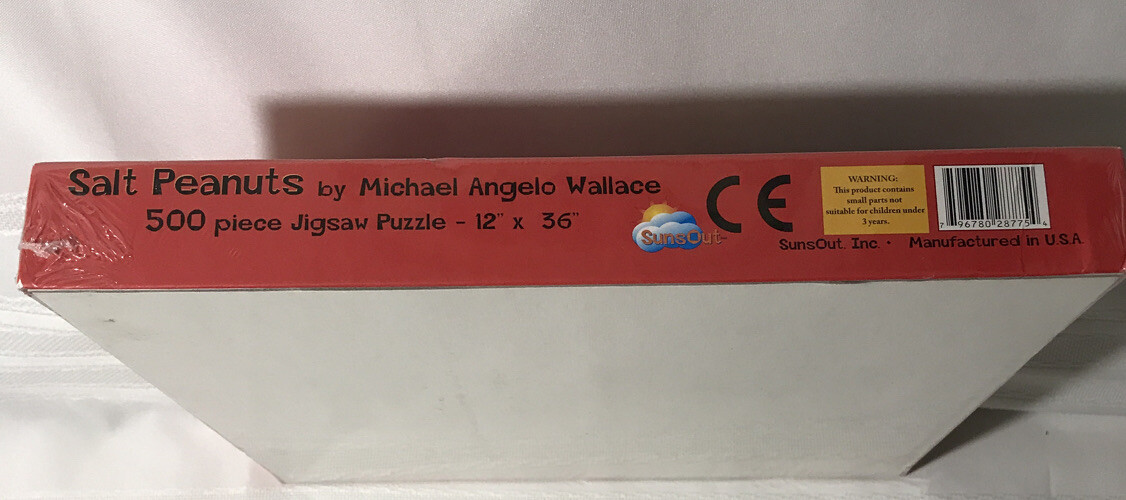 Salt Peanuts by Michael Angelo Wallace
500 piece Jigsaw Puzzle - 12" x 36"
SunsOut
CE
WARNING:
This product contains
small parts not
suitable for children under
3 years.
7 96780 28775 4
SunsOut, Inc. • Manufactured in U.S.A.